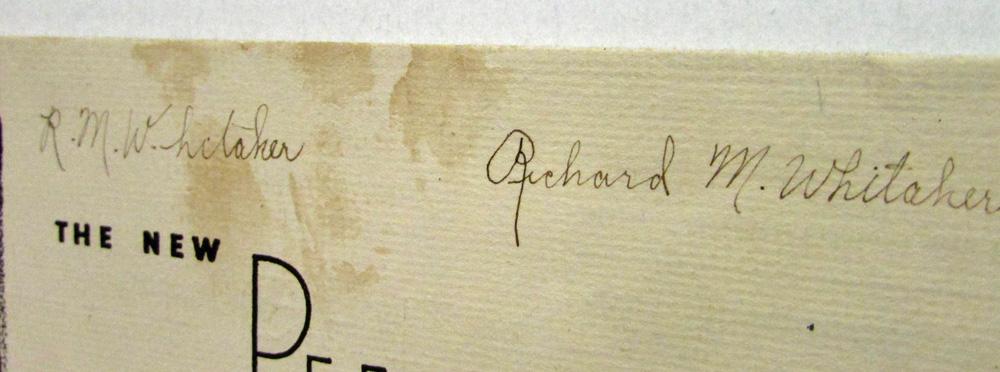 R. M. Whitaker
Richard M. Whitaker
THE NEW